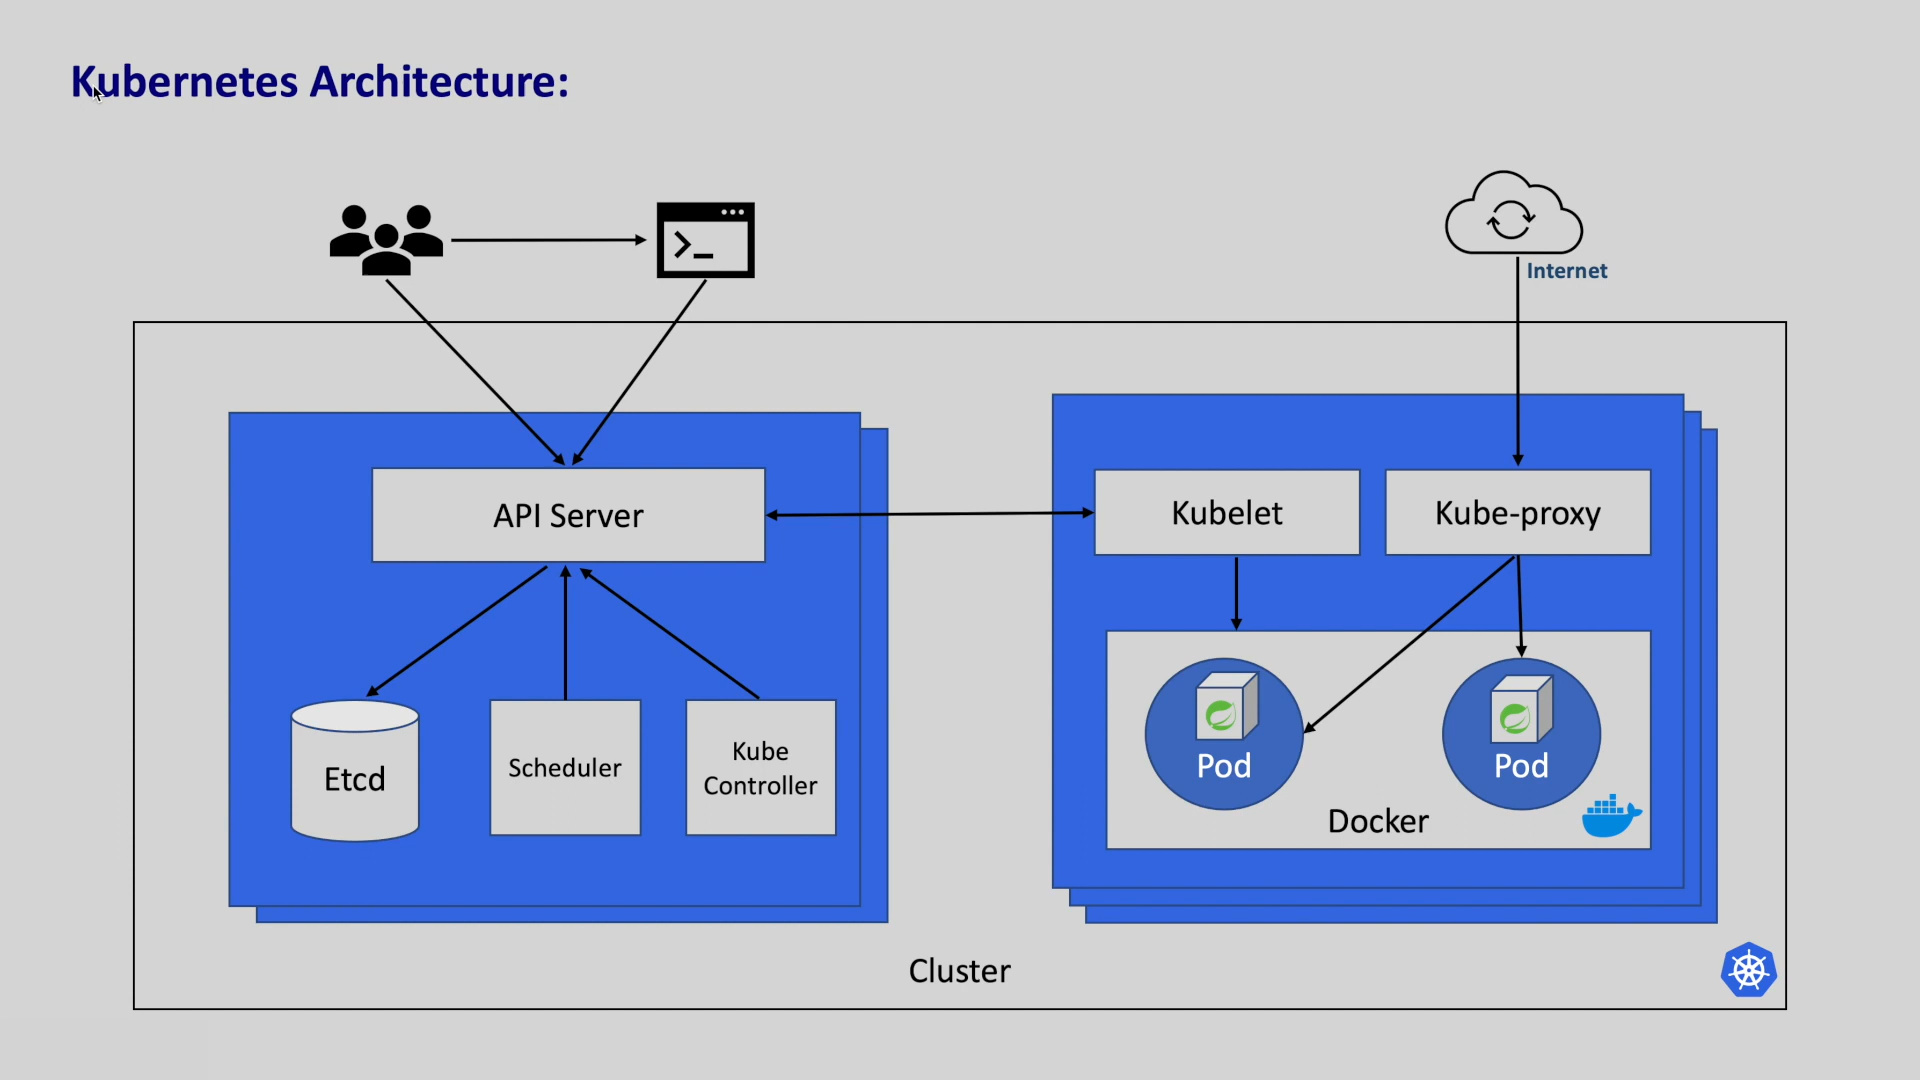 Kubernetes Architecture:
Internet
API Server
Kubelet
Kube-proxy
Etcd
Scheduler
Kube
Controller
Pod
Pod
Docker
Cluster